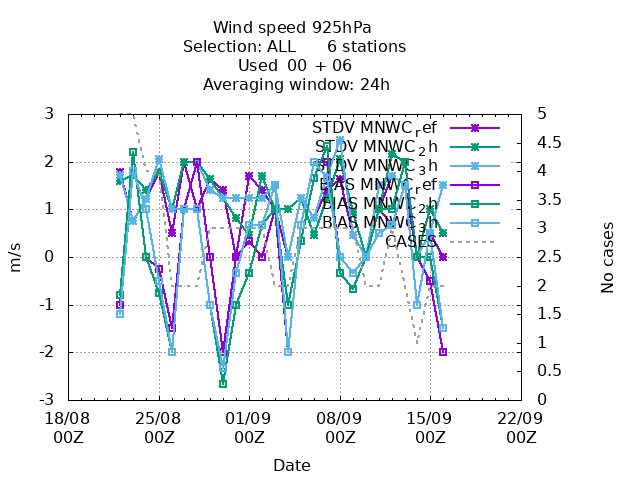 Wind speed 925hPa
Selection: ALL      6 stations
Used  00 + 06
Averaging window: 24h
STDV MNWC_ref
STDV MNWC_2h
STDV MNWC_3h
BIAS MNWC_ref
BIAS MNWC_2h
BIAS MNWC_3h
CASES
3
2
1
0
-1
-2
-3
m/s
5
4.5
4
3.5
3
2.5
2
1.5
1
0.5
0
No cases
18/08 25/08 01/09 08/09 15/09 22/09
00Z 00Z 00Z 00Z 00Z 00Z
Date